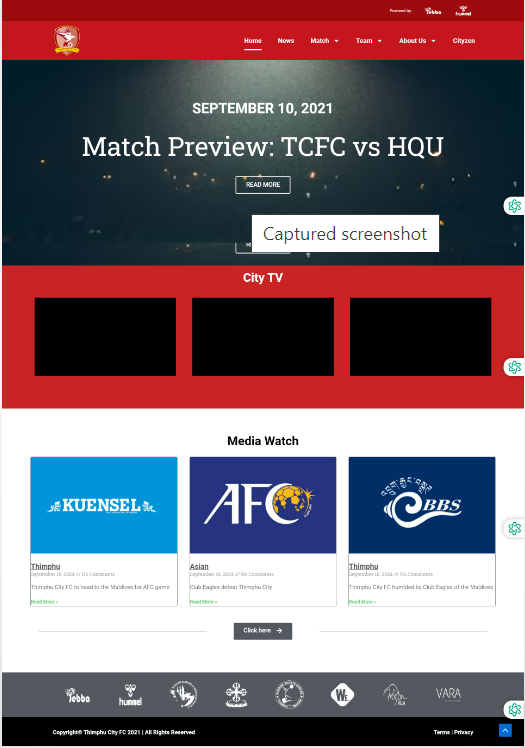 Powered by:
Tebba
hummel
Home News Match Team About Us Cityzen
SEPTEMBER 10, 2021
Match Preview: TCFC vs HQU
READ MORE
Captured screenshot
City TV
Media Watch
KUENSEL
AFC
BBS
Thimphu
September 18, 2024 /// No Comments
Thimphu City FC to head to the Maldives for AFC game
Read More »
Asian
September 18, 2024 /// No Comments
Club Eagles defeat Thimphu City
Read More »
Thimphu
September 18, 2024 /// No Comments
Thimphu City FC humbled by Club Eagles of the Maldives
Read More »
Click here →
Tebba
hummel
WE
VARA
Copyright© Thimphu City FC 2021 | All Rights Reserved
Terms | Privacy